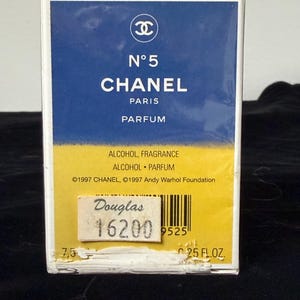 N°5
CHANEL
PARIS
PARFUM
ALCOHOL, FRAGRANCE
ALCOHOL • PARFUM
©1997 CHANEL, ©1997 Andy Warhol Foundation
Douglas
16200
9525
7,5
0.25 FL.OZ